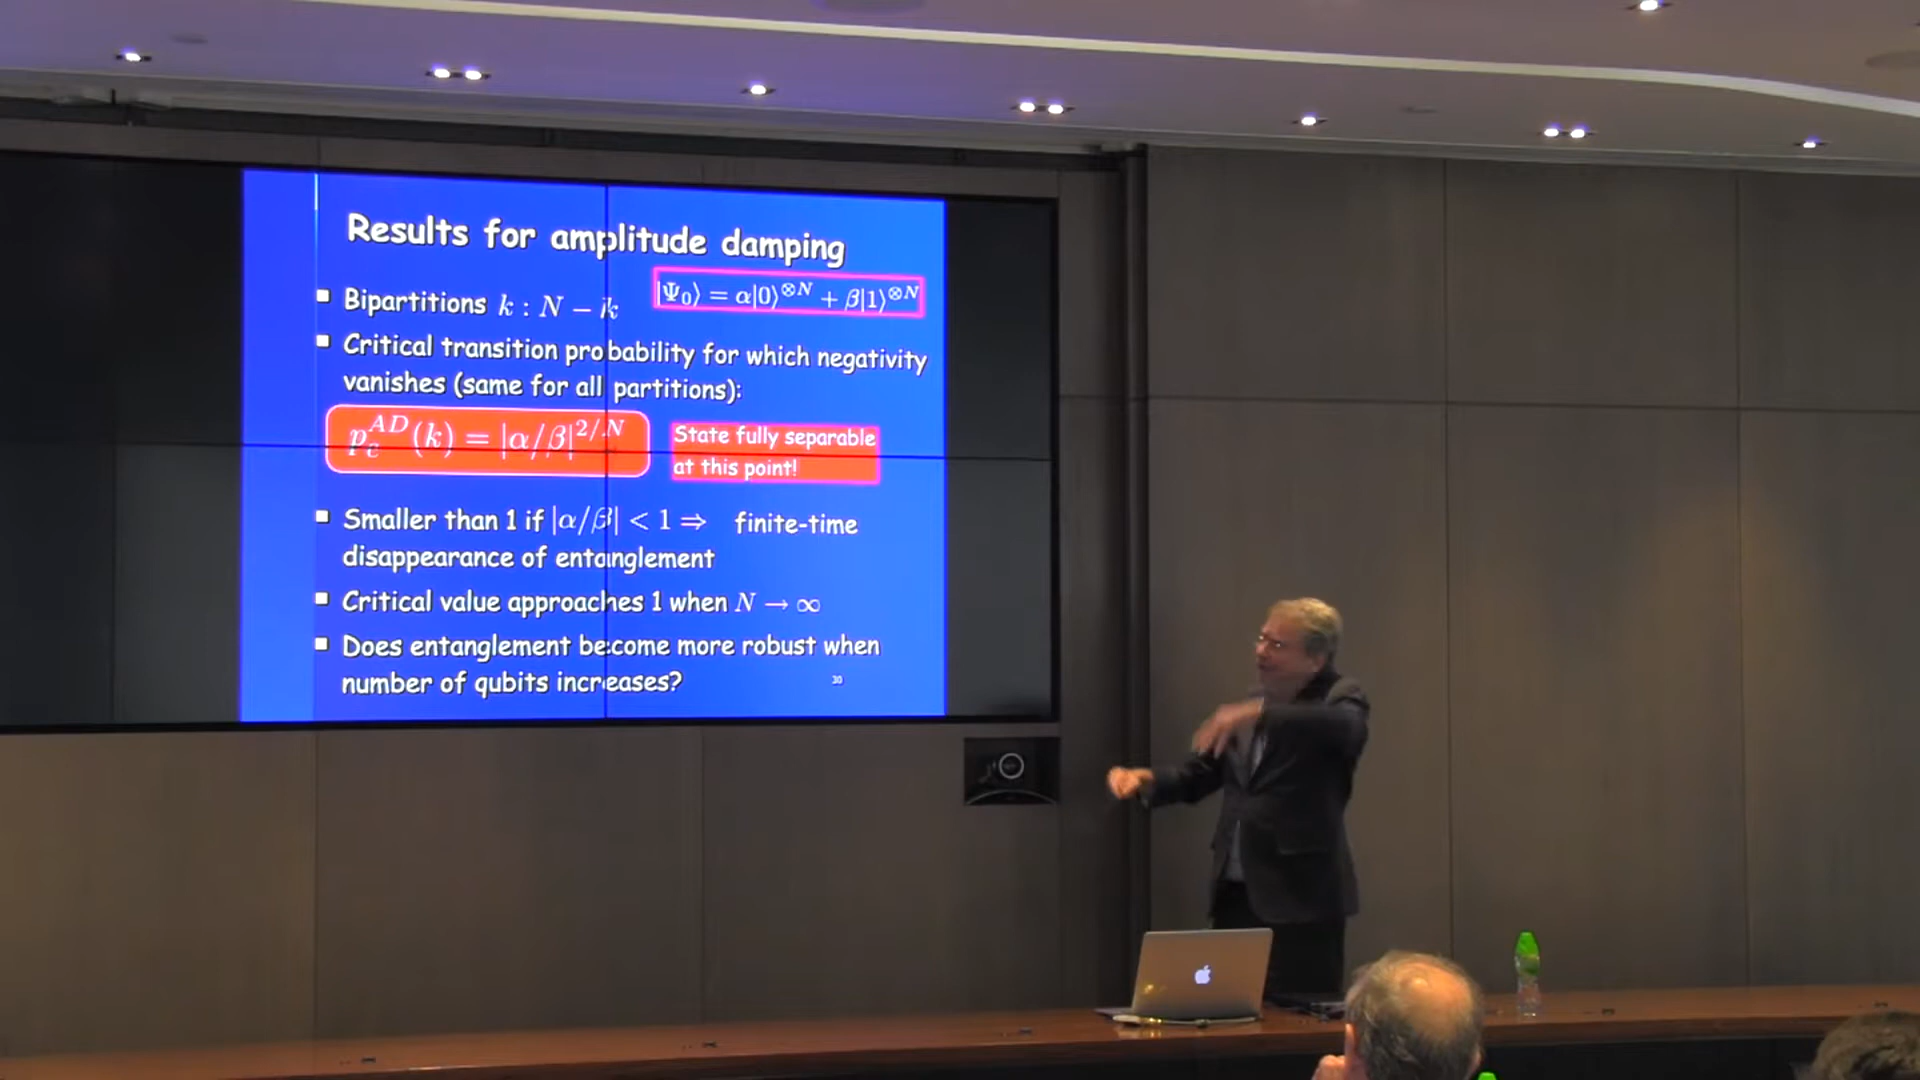 Results for amplitude damping
▪ Bipartitions k : N − k
|Ψ₀⟩ = α|0⟩^⊗N + β|1⟩^⊗N
▪ Critical transition probability for which negativity
vanishes (same for all partitions):
p_c^AD(k) = |α/β|^2/N
State fully separable
at this point!
▪ Smaller than 1 if |α/β| < 1 ⇒ finite-time
disappearance of entanglement
▪ Critical value approaches 1 when N → ∞
▪ Does entanglement become more robust when
number of qubits increases?
30